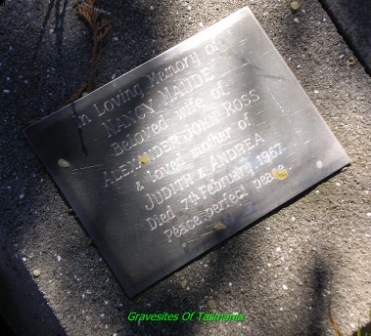 In Loving Memory of
NANCY MAUDE
Beloved wife of
ALEXANDER JOHN ROSS
& loved mother of
JUDITH & ANDREA
Died 7th February 1967
Peace perfect peace
Gravesites Of Tasmania